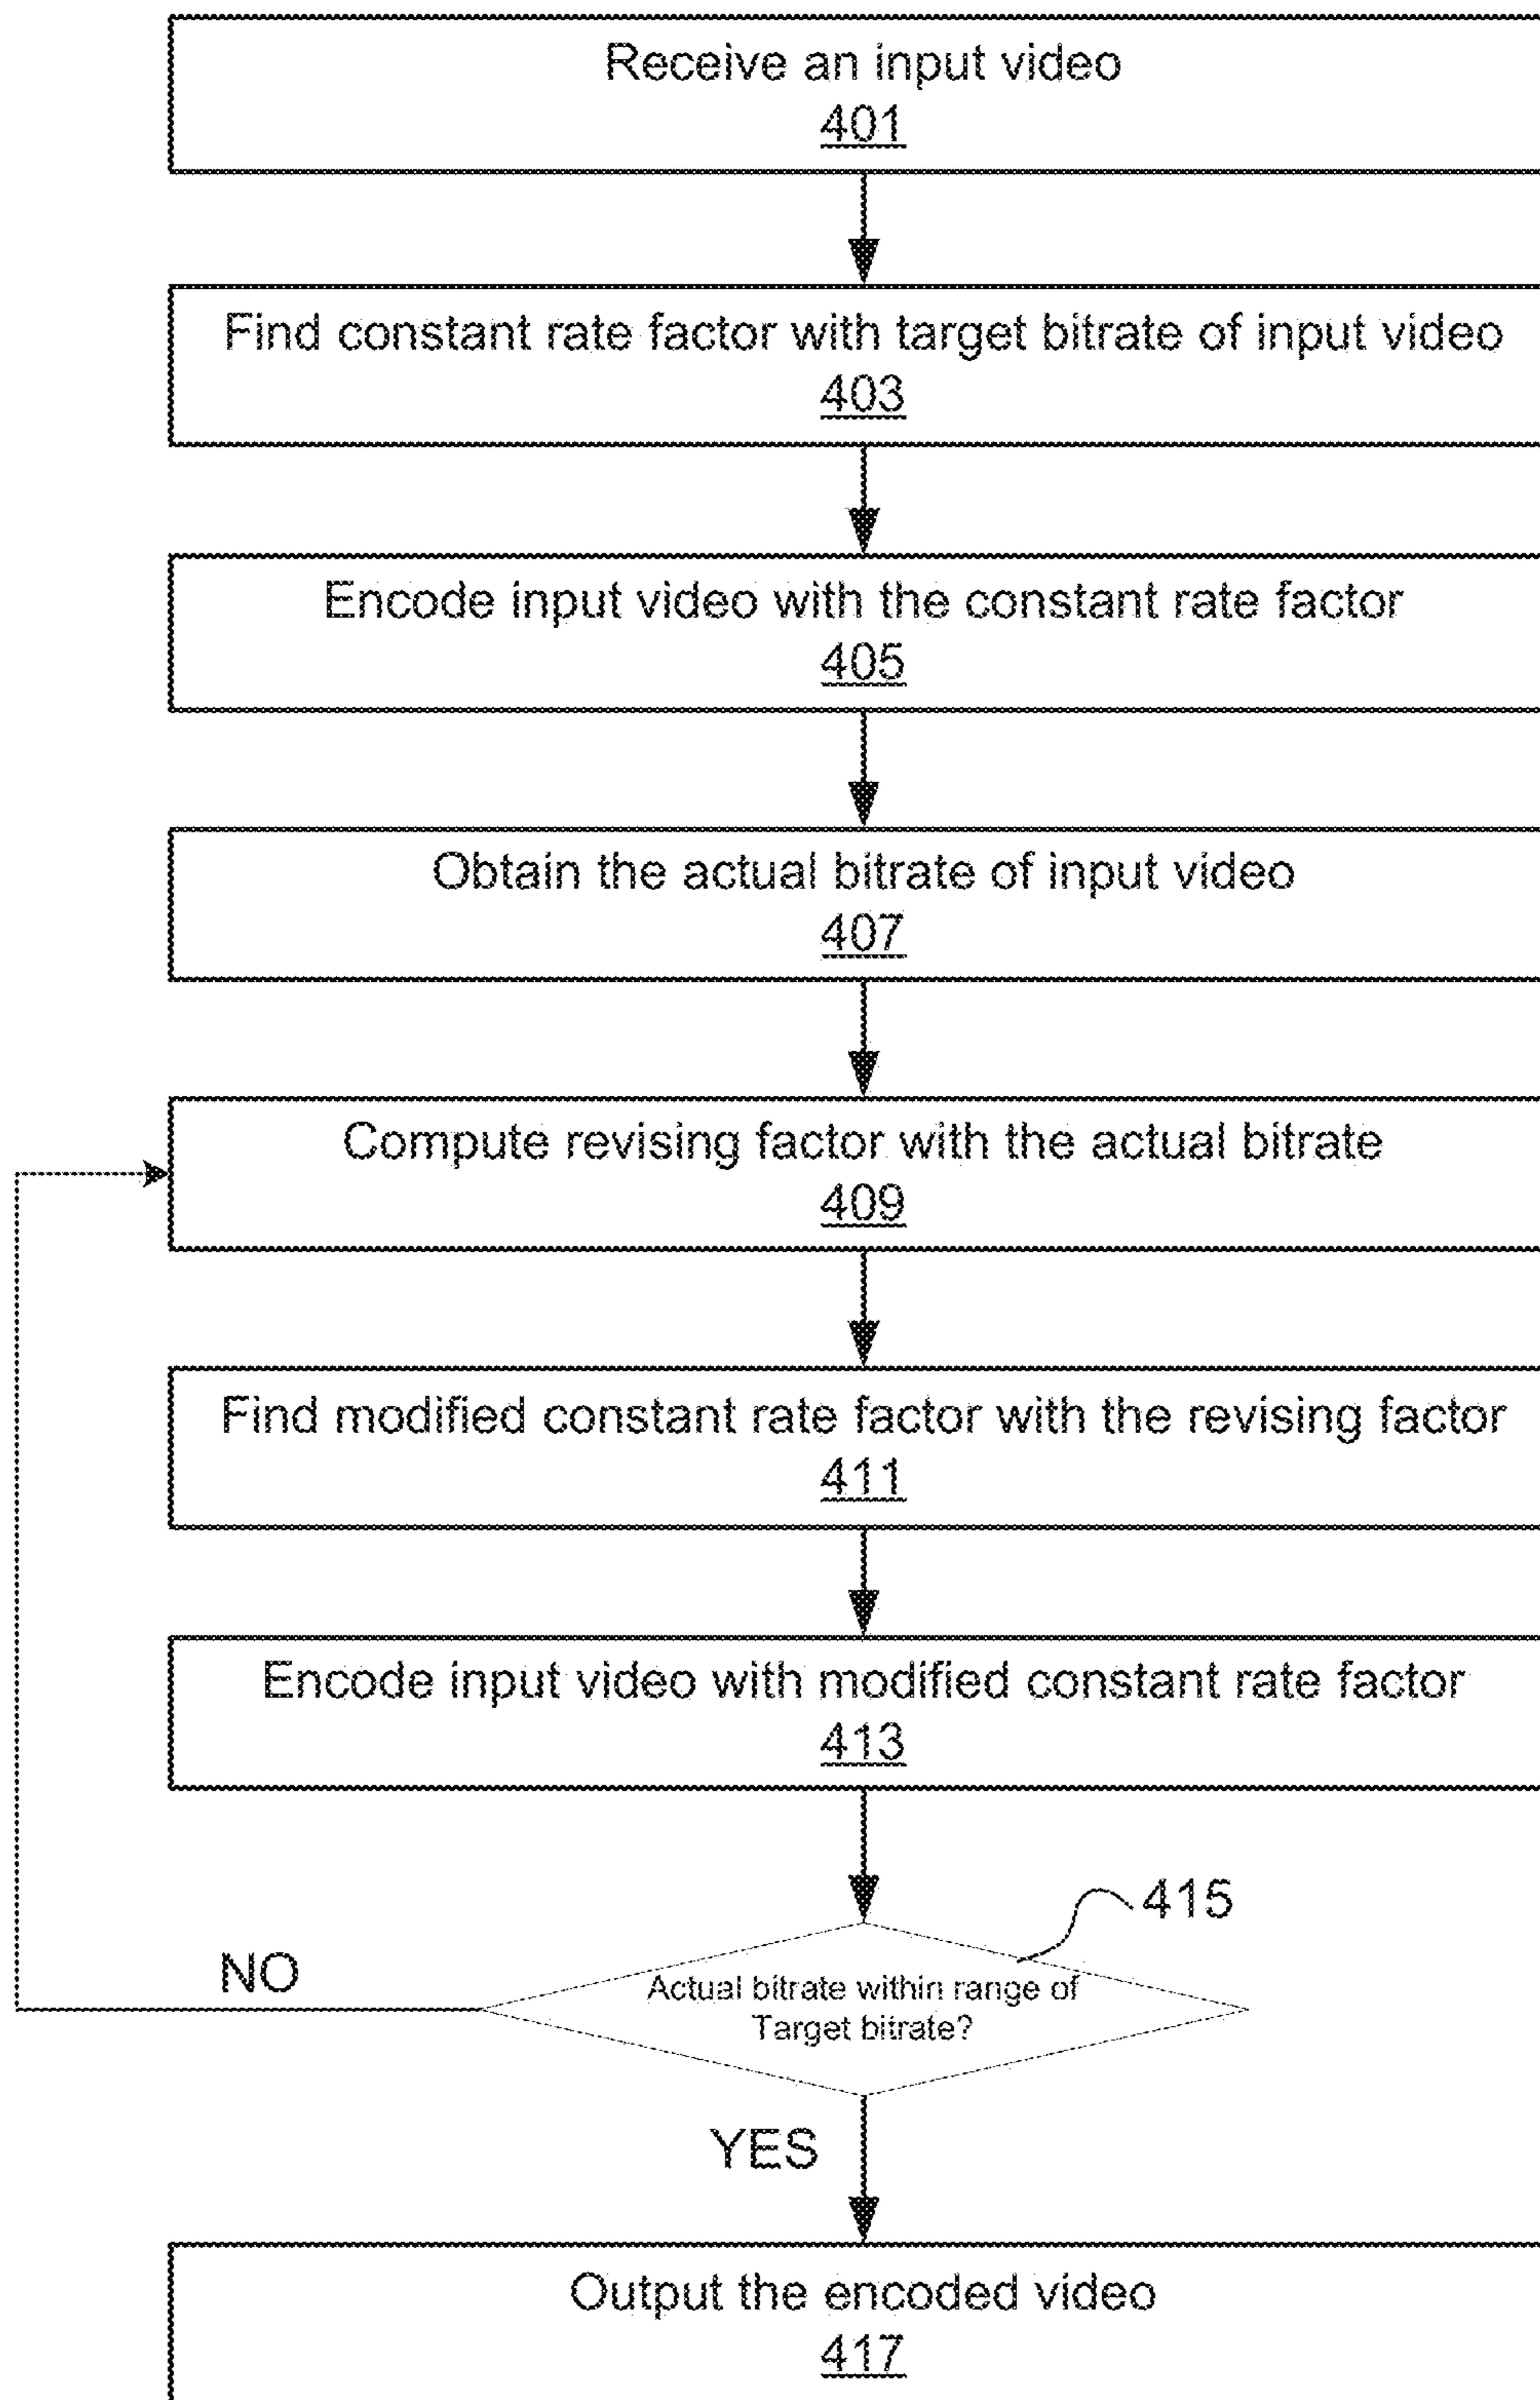 Receive an input video
401
Find constant rate factor with target bitrate of input video
403
Encode input video with the constant rate factor
405
Obtain the actual bitrate of input video
407
Compute revising factor with the actual bitrate
409
Find modified constant rate factor with the revising factor
411
Encode input video with modified constant rate factor
413
415
NO
Actual bitrate within range of
Target bitrate?
YES
Output the encoded video
417